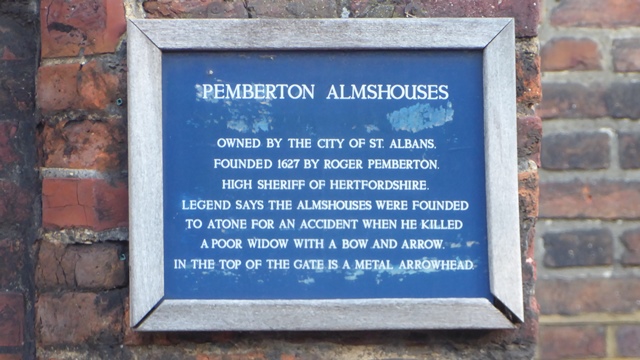 PEMBERTON ALMSHOUSES
OWNED BY THE CITY OF ST. ALBANS.
FOUNDED 1627 BY ROGER PEMBERTON.
HIGH SHERIFF OF HERTFORDSHIRE.
LEGEND SAYS THE ALMSHOUSES WERE FOUNDED
TO ATONE FOR AN ACCIDENT WHEN HE KILLED
A POOR WIDOW WITH A BOW AND ARROW.
IN THE TOP OF THE GATE IS A METAL ARROWHEAD